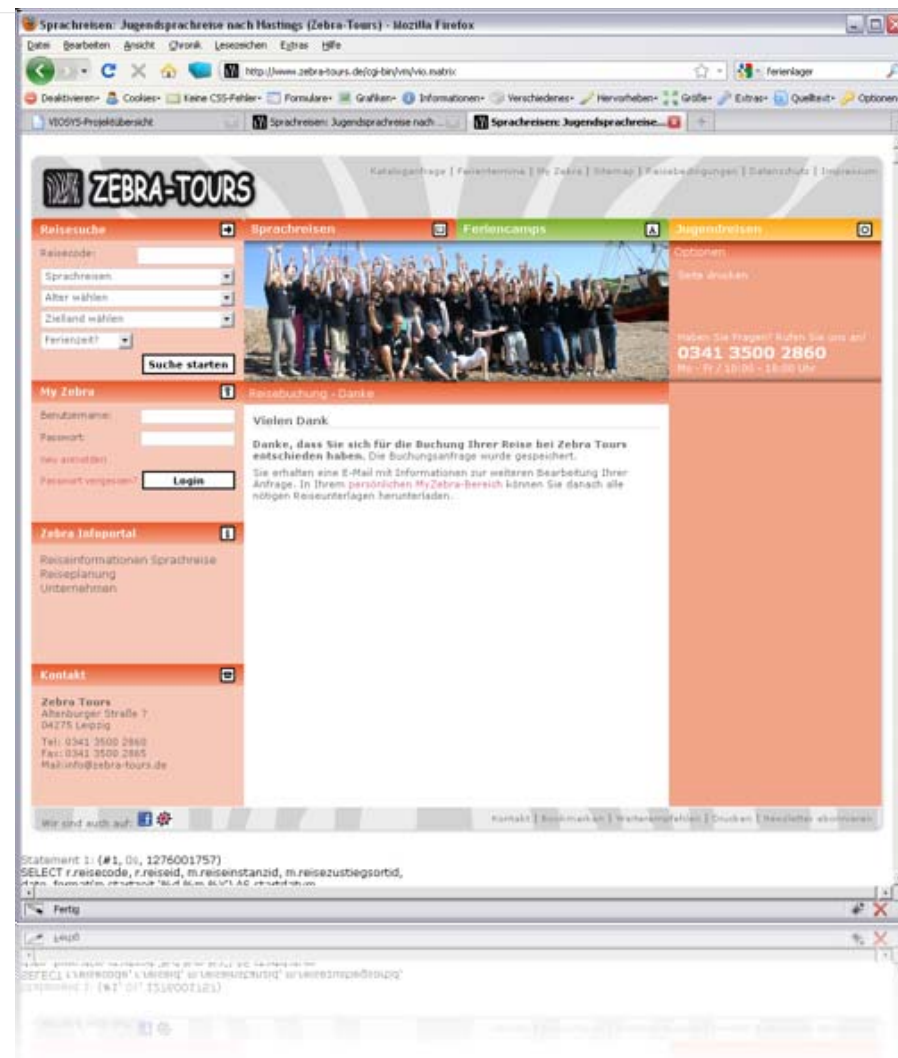 Sprachreisen: Jugendsprachreise nach Hastings (Zebra-Tours) - Mozilla Firefox
Datei Bearbeiten Ansicht Chronik Lesezeichen Extras Hilfe
http://www.zebra-tours.de/cgi-bin/vm/vio.matrix
ferienlager
Deaktivieren Cookies Keine CSS-Fehler Formulare Grafiken Informationen Verschiedenes Hervorheben Größe Extras Quelltext Optionen
VIOSYS-Projektübersicht Sprachreisen: Jugendsprachreise nach ... Sprachreisen: Jugendsprachreise...
Kataloganfrage | Ferientermine | My Zebra | Sitemap | Reisebedingungen | Datenschutz | Impressum
ZEBRA-TOURS
Reisesuche
Sprachreisen
Feriencamps
Jugendreisen
Reisecode:
Sprachreisen
Alter wählen
Zielland wählen
Ferienzeit?
Suche starten
Optionen
Seite drucken
Haben Sie Fragen? Rufen Sie uns an!
0341 3500 2860
Mo - Fr / 10:00 - 18:00 Uhr
My Zebra
Benutzername:
Passwort:
neu anmelden
Passwort vergessen?
Login
Reisebuchung - Danke
Vielen Dank
Danke, dass Sie sich für die Buchung Ihrer Reise bei Zebra Tours
entschieden haben. Die Buchungsanfrage wurde gespeichert.
Sie erhalten eine E-Mail mit Informationen zur weiteren Bearbeitung Ihrer
Anfrage. In Ihrem persönlichen MyZebra-Bereich können Sie danach alle
nötigen Reiseunterlagen herunterladen.
Zebra Infoportal
Reiseinformationen Sprachreise
Reiseplanung
Unternehmen
Kontakt
Zebra Tours
Altenburger Straße 7
04275 Leipzig
Tel: 0341 3500 2860
Fax: 0341 3500 2865
Mail:info@zebra-tours.de
Wir sind auch auf:
Kontakt | Bookmarken | Weiterempfehlen | Drucken | Newsletter abonnieren
Statement 1: (#1, 0s, 1276001757)
SELECT r.reisecode, r.reiseid, m.reiseinstanzid, m.reisezustiegsortid,
Fertig